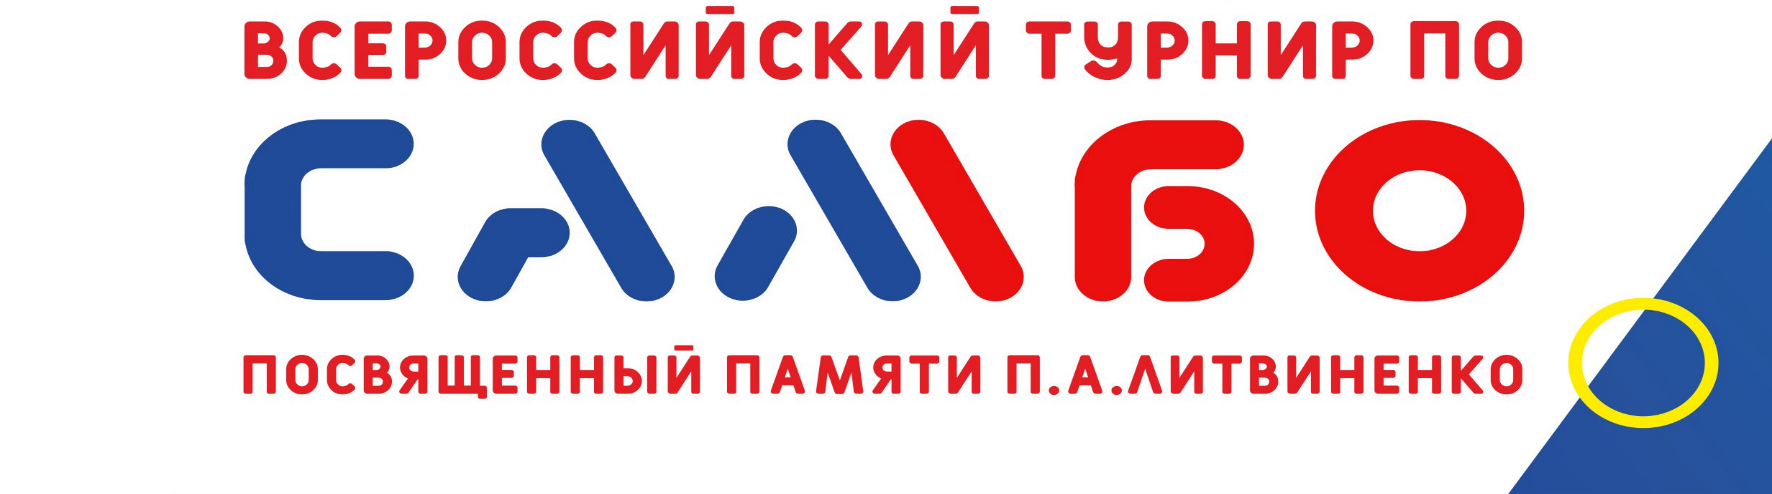 ВСЕРОССИЙСКИЙ ТУРНИР ПО
САМБО
ПОСВЯЩЕННЫЙ ПАМЯТИ П.А.ЛИТВИНЕНКО